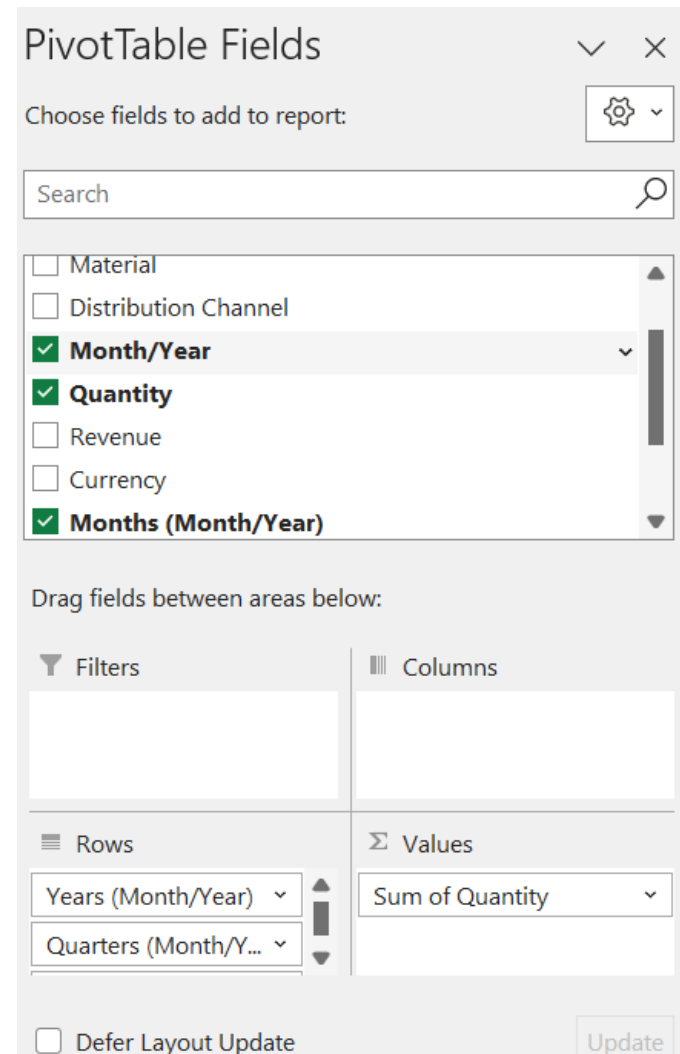 PivotTable Fields
Choose fields to add to report:
Search
Material
Distribution Channel
Month/Year
Quantity
Revenue
Currency
Months (Month/Year)
Drag fields between areas below:
Filters
Columns
Rows
Σ Values
Years (Month/Year)
Sum of Quantity
Quarters (Month/Y...
Defer Layout Update
Update